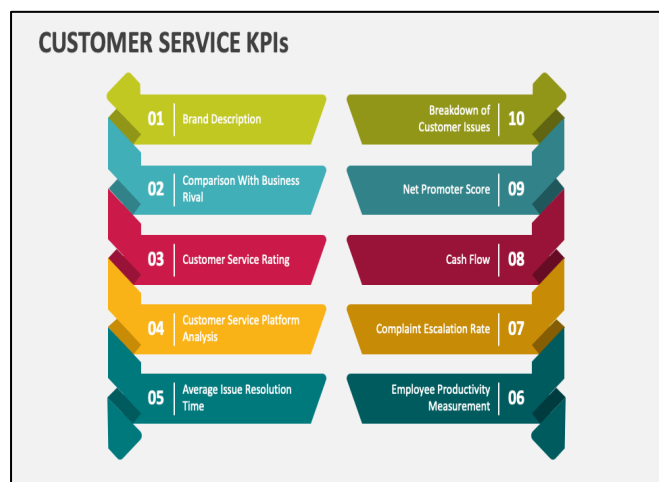 CUSTOMER SERVICE KPIs
01 Brand Description
02 Comparison With Business
Rival
03 Customer Service Rating
04 Customer Service Platform
Analysis
05 Average Issue Resolution
Time
Breakdown of
Customer Issues 10
Net Promoter Score 09
Cash Flow 08
Complaint Escalation Rate 07
Employee Productivity
Measurement 06